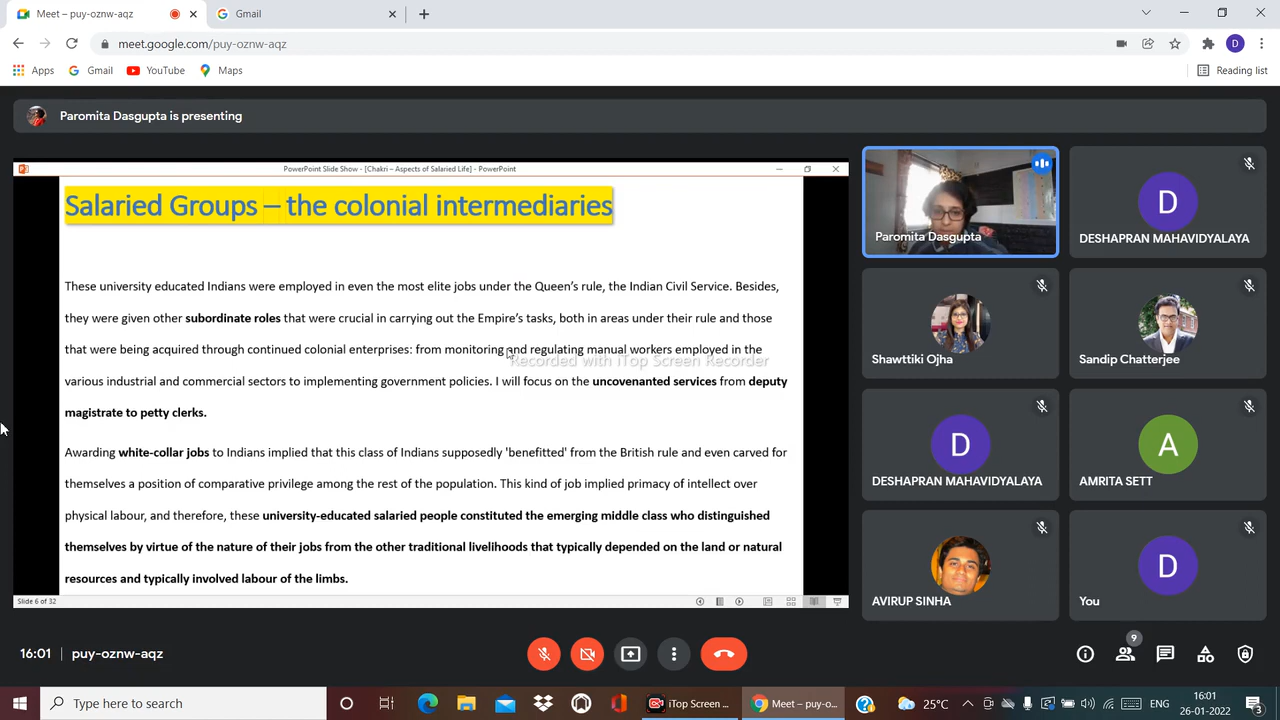 Meet – puy-oznw-aqz
Gmail
meet.google.com/puy-oznw-aqz
Apps
Gmail
YouTube
Maps
Reading list
Paromita Dasgupta is presenting
PowerPoint Slide Show - [Chakri – Aspects of Salaried Life] - PowerPoint
Salaried Groups – the colonial intermediaries
These university educated Indians were employed in even the most elite jobs under the Queen's rule, the Indian Civil Service. Besides,
they were given other subordinate roles that were crucial in carrying out the Empire's tasks, both in areas under their rule and those
that were being acquired through continued colonial enterprises: from monitoring and regulating manual workers employed in the
Recorded with iTop Screen Recorder
various industrial and commercial sectors to implementing government policies. I will focus on the uncovenanted services from deputy
magistrate to petty clerks.
Awarding white-collar jobs to Indians implied that this class of Indians supposedly 'benefitted' from the British rule and even carved for
themselves a position of comparative privilege among the rest of the population. This kind of job implied primacy of intellect over
physical labour, and therefore, these university-educated salaried people constituted the emerging middle class who distinguished
themselves by virtue of the nature of their jobs from the other traditional livelihoods that typically depended on the land or natural
resources and typically involved labour of the limbs.
Slide 6 of 32
Paromita Dasgupta
D
DESHAPRAN MAHAVIDYALAYA
Shawttiki Ojha
Sandip Chatterjee
D
DESHAPRAN MAHAVIDYALAYA
A
AMRITA SETT
AVIRUP SINHA
D
You
16:01
puy-oznw-aqz
9
Type here to search
iTop Screen ...
Meet – puy-oznw-a...
25°C
ENG
16:01
26-01-2022
3